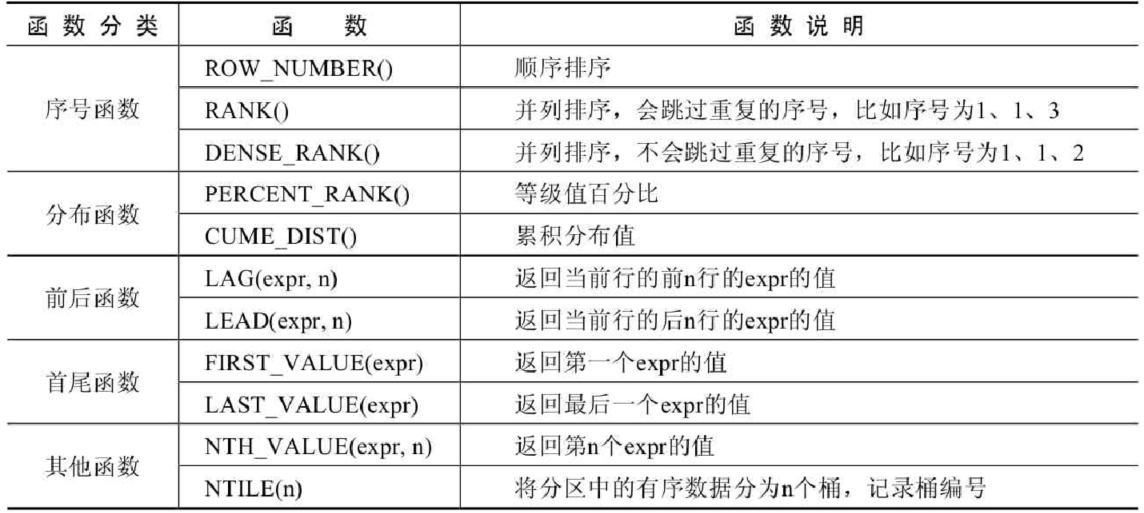 函数分类 函数 函数说明
序号函数 ROW_NUMBER() 顺序排序
RANK() 并列排序，会跳过重复的序号，比如序号为1、1、3
DENSE_RANK() 并列排序，不会跳过重复的序号，比如序号为1、1、2
分布函数 PERCENT_RANK() 等级值百分比
CUME_DIST() 累积分布值
前后函数 LAG(expr, n) 返回当前行的前n行的expr的值
LEAD(expr, n) 返回当前行的后n行的expr的值
首尾函数 FIRST_VALUE(expr) 返回第一个expr的值
LAST_VALUE(expr) 返回最后一个expr的值
其他函数 NTH_VALUE(expr, n) 返回第n个expr的值
NTILE(n) 将分区中的有序数据分为n个桶，记录桶编号